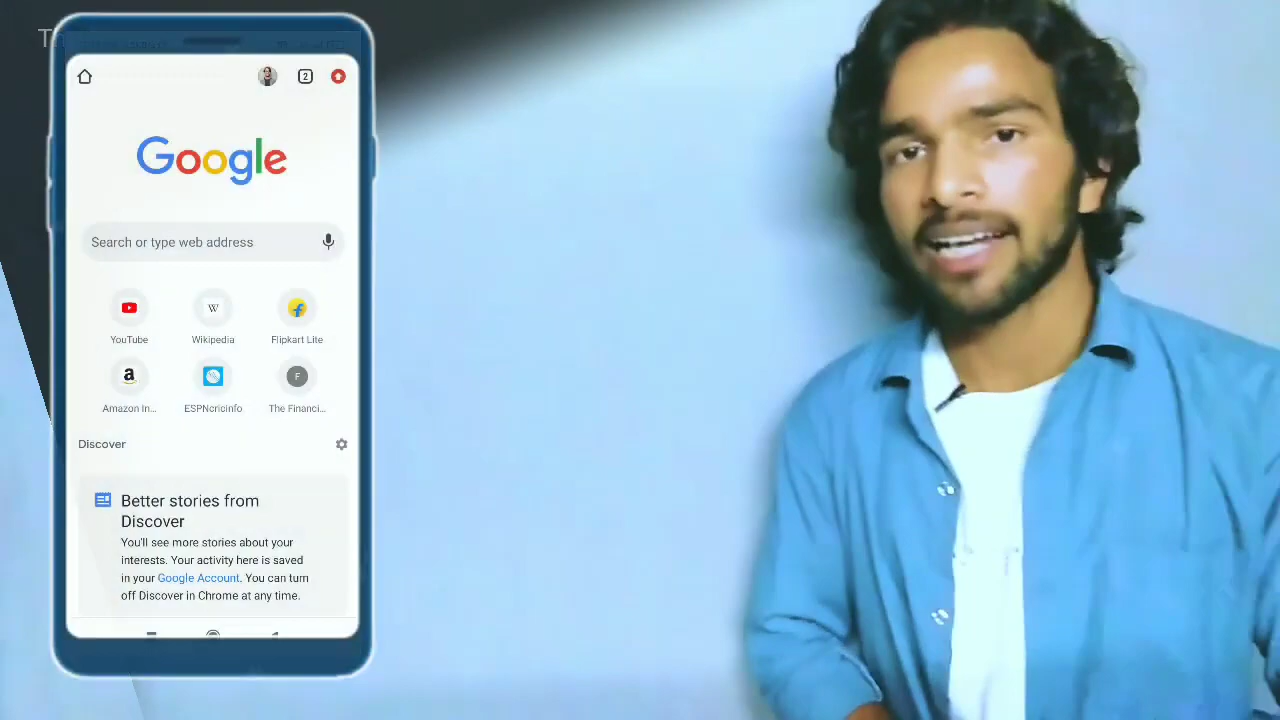 T
2
Google
Search or type web address
YouTube
W
Wikipedia
Flipkart Lite
a
Amazon In...
ESPNcricinfo
F
The Financi...
Discover
Better stories from
Discover
You'll see more stories about your
interests. Your activity here is saved
in your Google Account. You can turn
off Discover in Chrome at any time.